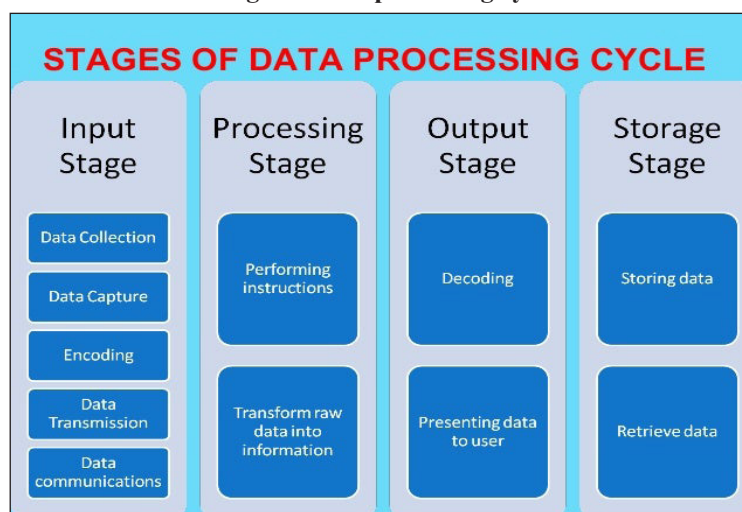 STAGES OF DATA PROCESSING CYCLE
Input
Stage
Data Collection
Data Capture
Encoding
Data
Transmission
Data
communications
Processing
Stage
Performing
instructions
Transform raw
data into
information
Output
Stage
Decoding
Presenting data
to user
Storage
Stage
Storing data
Retrieve data